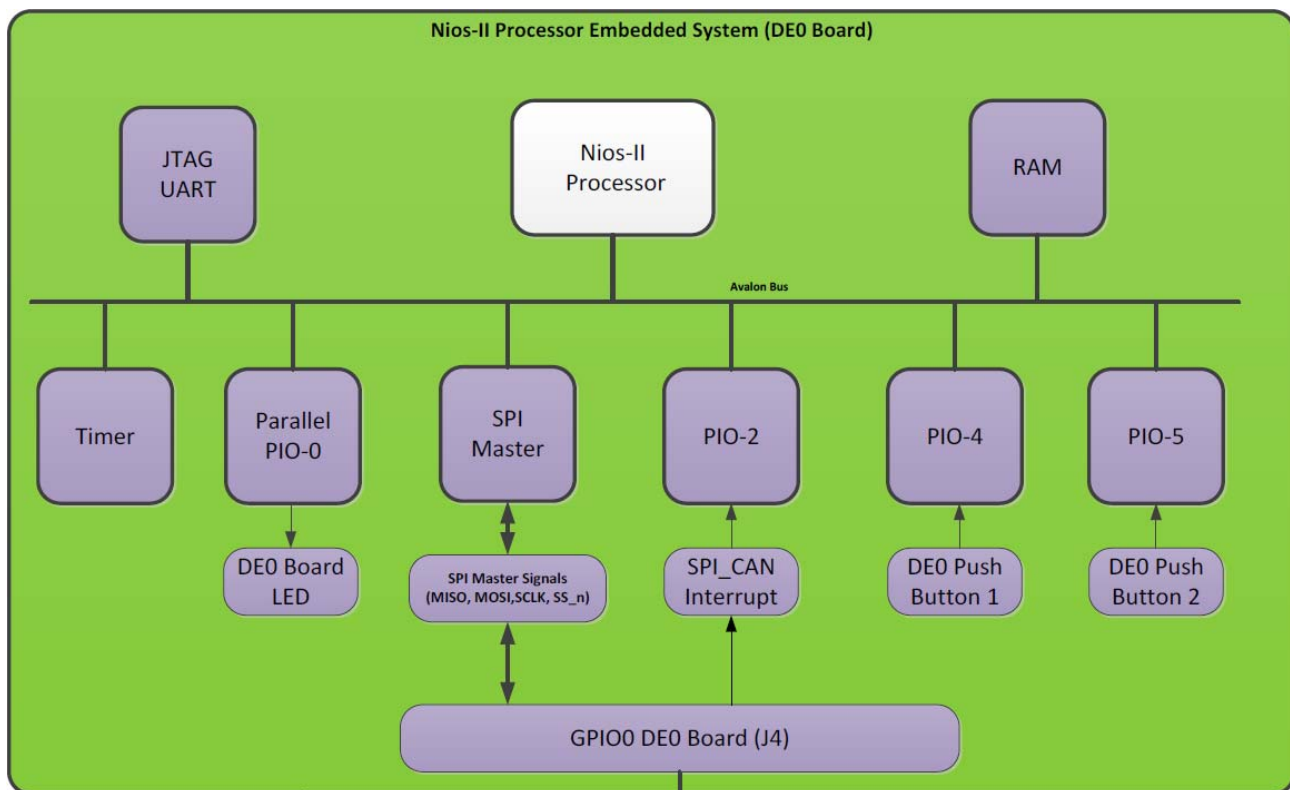 Nios-II Processor Embedded System (DE0 Board)
JTAG
UART
Nios-II
Processor
RAM
Avalon Bus
Timer
Parallel
PIO-0
SPI
Master
PIO-2
PIO-4
PIO-5
DE0 Board
LED
SPI Master Signals
(MISO, MOSI,SCLK, SS_n)
SPI_CAN
Interrupt
DE0 Push
Button 1
DE0 Push
Button 2
GPIO0 DE0 Board (J4)